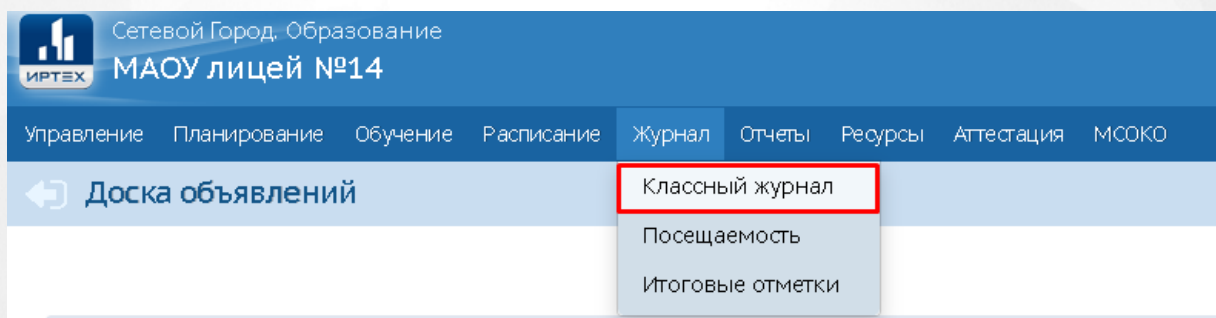 Сетевой Город. Образование
ИРТЕХ МАОУ лицей №14
Управление Планирование Обучение Расписание Журнал Отчеты Ресурсы Аттестация МСОКО
Доска объявлений
Классный журнал
Посещаемость
Итоговые отметки